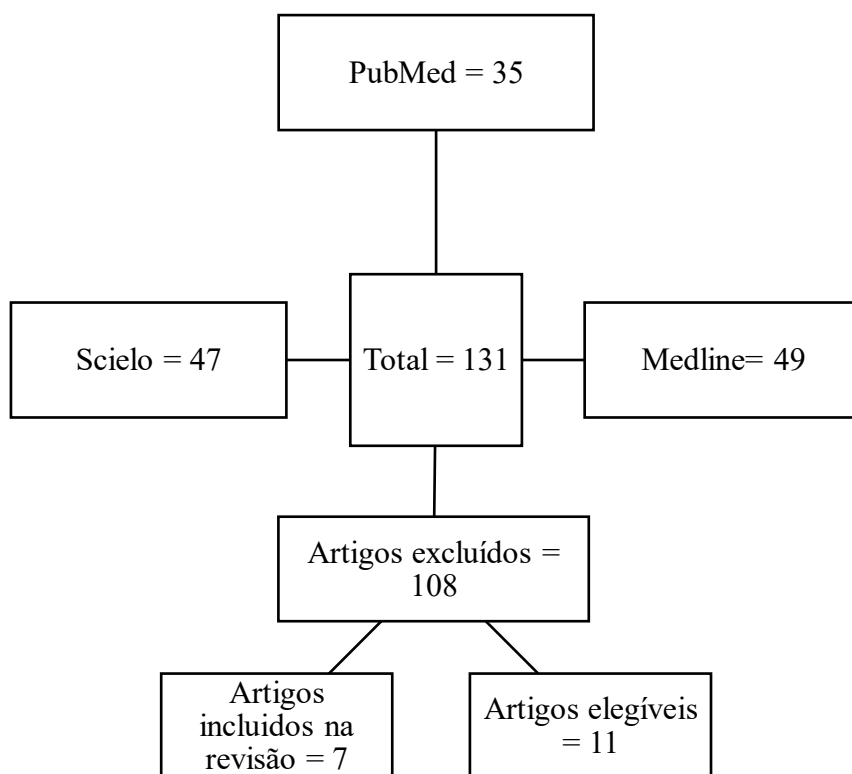 PubMed = 35
Scielo = 47
Total = 131
Medline= 49
Artigos excluídos =
108
Artigos
incluidos na
revisão = 7
Artigos elegíveis
= 11